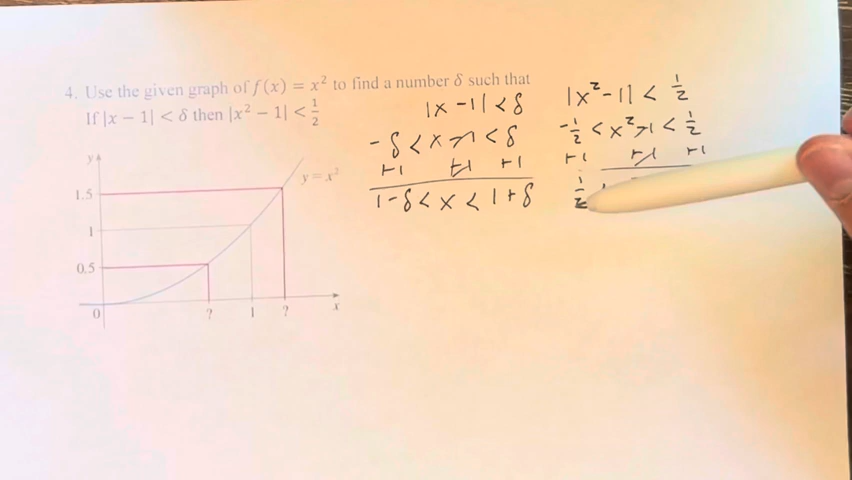 4. Use the given graph of f(x) = x² to find a number δ such that
If |x − 1| < δ then |x² − 1| < 1/2
|x - 1| < δ
-δ < x - 1 < δ
+1 +1 +1
1 - δ < x < 1 + δ
|x² - 1| < 1/2
-1/2 < x² - 1 < 1/2
+1 +1 +1
1/2
y
y = x²
1.5
1
0.5
0 ? 1 ? x